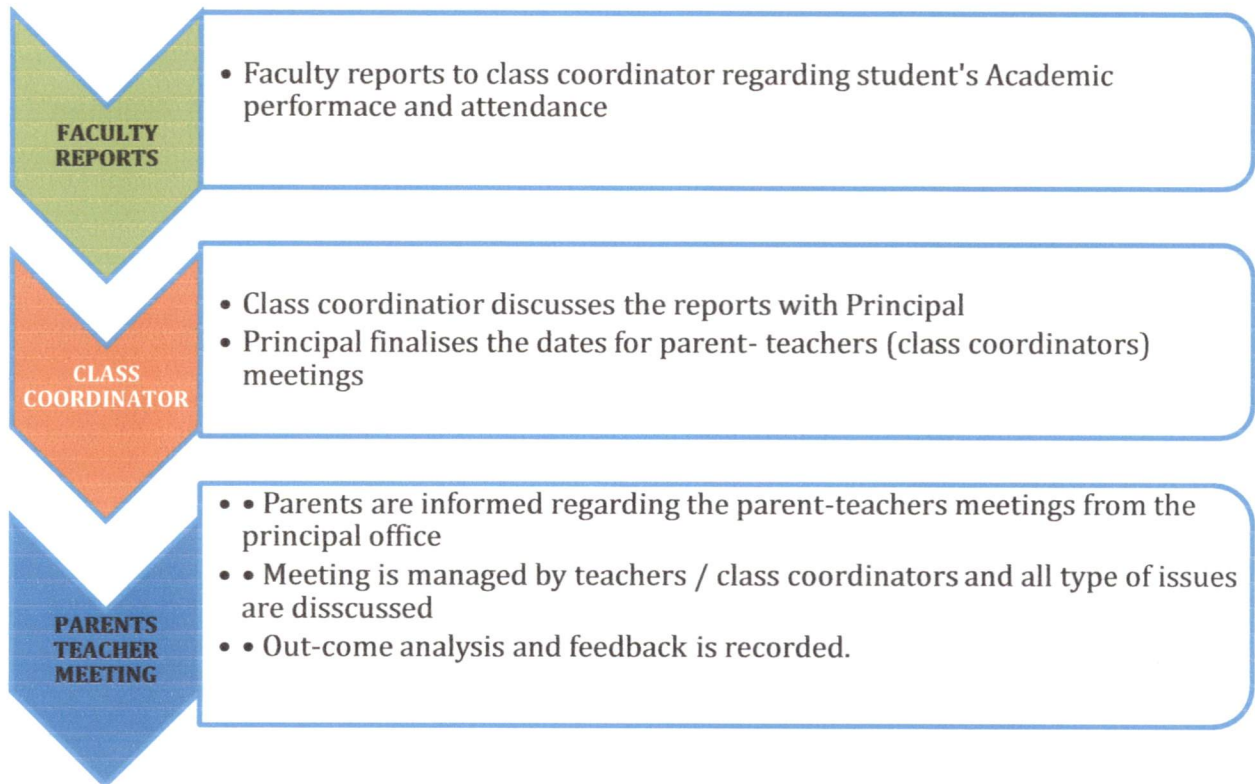 FACULTY
REPORTS
• Faculty reports to class coordinator regarding student's Academic
performace and attendance
CLASS
COORDINATOR
• Class coordinatior discusses the reports with Principal
• Principal finalises the dates for parent- teachers (class coordinators)
meetings
PARENTS
TEACHER
MEETING
• • Parents are informed regarding the parent-teachers meetings from the
principal office
• • Meeting is managed by teachers / class coordinators and all type of issues
are disscussed
• • Out-come analysis and feedback is recorded.